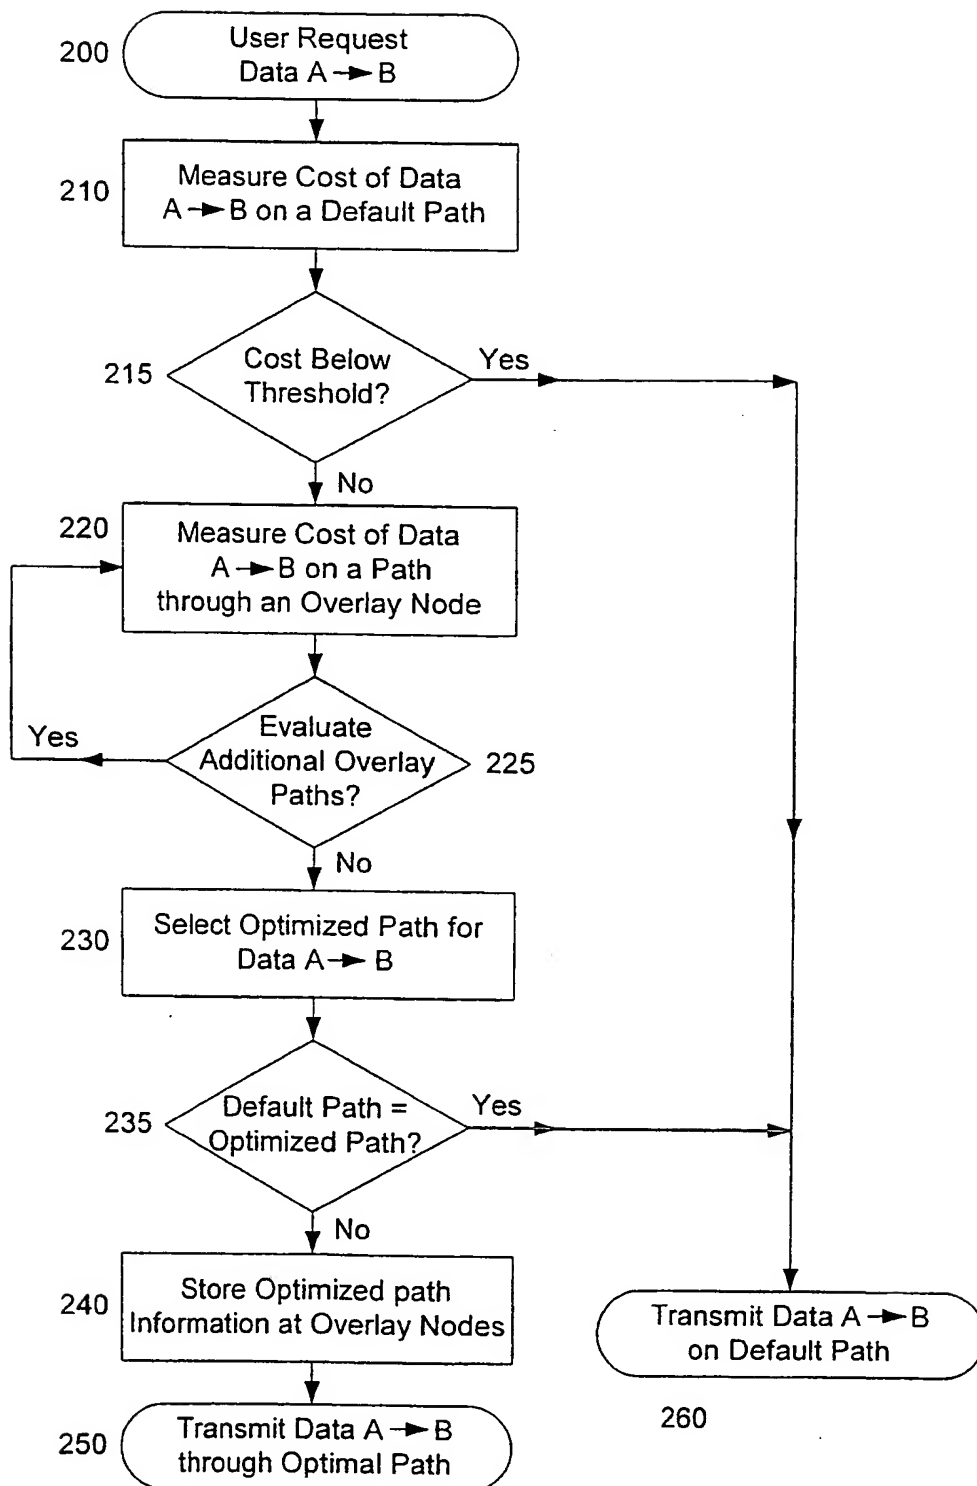 200
User Request
Data A → B
210
Measure Cost of Data
A → B on a Default Path
215
Cost Below
Threshold?
Yes
No
220
Measure Cost of Data
A → B on a Path
through an Overlay Node
Yes
Evaluate
Additional Overlay
Paths?
225
No
230
Select Optimized Path for
Data A → B
235
Default Path =
Optimized Path?
Yes
No
240
Store Optimized path
Information at Overlay Nodes
Transmit Data A → B
on Default Path
260
250
Transmit Data A → B
through Optimal Path